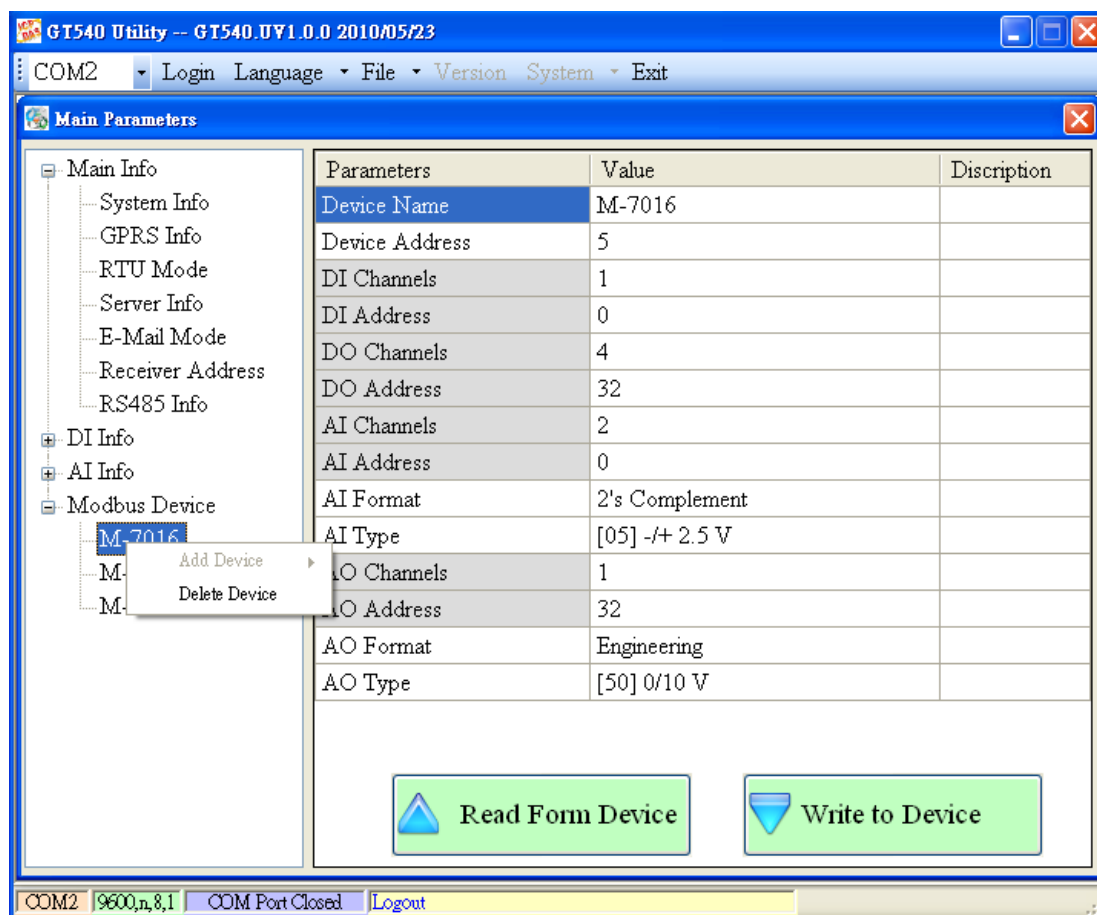 GT540 Utility -- GT540.UV1.0.0 2010/05/23
COM2 Login Language File Version System Exit
Main Parameters
Main Info
System Info
GPRS Info
RTU Mode
Server Info
E-Mail Mode
Receiver Address
RS485 Info
DI Info
AI Info
Modbus Device
M-7016
M-
M-
Add Device
Delete Device
Parameters Value Discription
Device Name M-7016
Device Address 5
DI Channels 1
DI Address 0
DO Channels 4
DO Address 32
AI Channels 2
AI Address 0
AI Format 2's Complement
AI Type [05] -/+ 2.5 V
AO Channels 1
AO Address 32
AO Format Engineering
AO Type [50] 0/10 V
Read Form Device
Write to Device
COM2 9600,n,8,1 COM Port Closed Logout